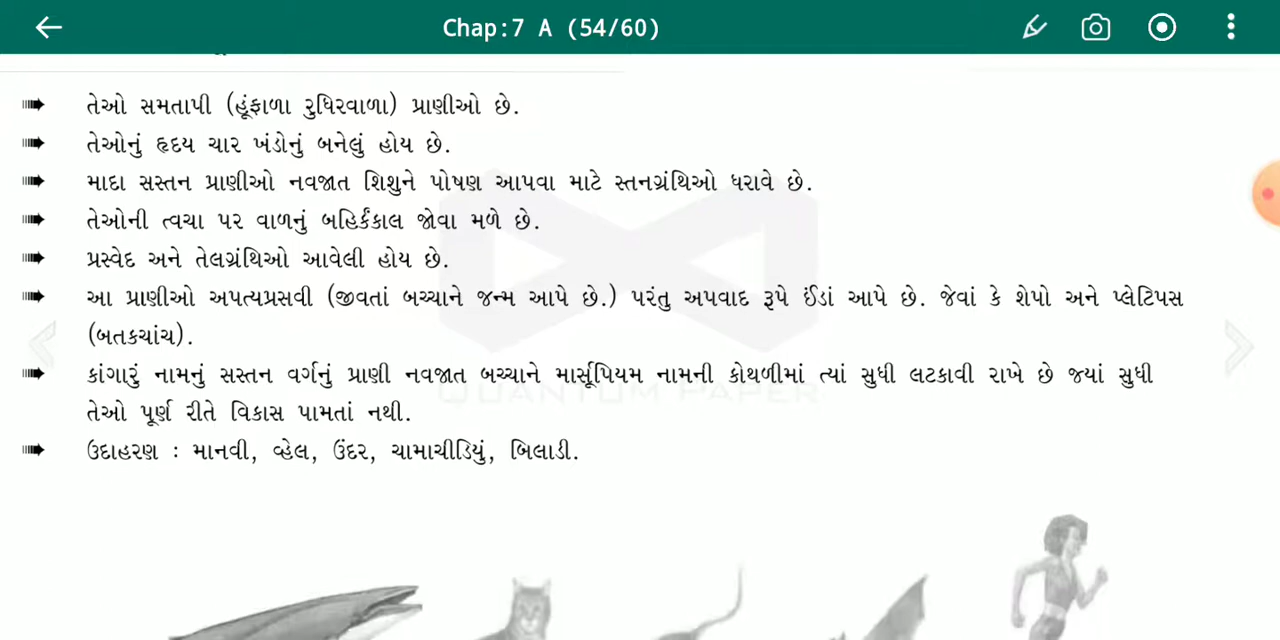 Chap:7 A (54/60)
તેઓ સમતાપી (હૂંફાળા રુધિરવાળા) પ્રાણીઓ છે.
તેઓનું હૃદય ચાર ખંડોનું બનેલું હોય છે.
માદા સસ્તન પ્રાણીઓ નવજાત શિશુને પોષણ આપવા માટે સ્તનગ્રંથિઓ ધરાવે છે.
તેઓની ત્વચા પર વાળનું બહિર્કંકાલ જોવા મળે છે.
પ્રસ્વેદ અને તેલગ્રંથિઓ આવેલી હોય છે.
આ પ્રાણીઓ અપત્યપ્રસવી (જીવતાં બચ્ચાને જન્મ આપે છે.) પરંતુ અપવાદ રૂપે ઈંડાં આપે છે. જેવાં કે શેપો અને પ્લેટિપસ
(બતકચાંચ).
કાંગારું નામનું સસ્તન વર્ગનું પ્રાણી નવજાત બચ્ચાને માર્સૂપિયમ નામની કોથળીમાં ત્યાં સુધી લટકાવી રાખે છે જ્યાં સુધી
તેઓ પૂર્ણ રીતે વિકાસ પામતાં નથી.
ઉદાહરણ : માનવી, વ્હેલ, ઉંદર, ચામાચીડિયું, બિલાડી.
QUANTUM PAPER